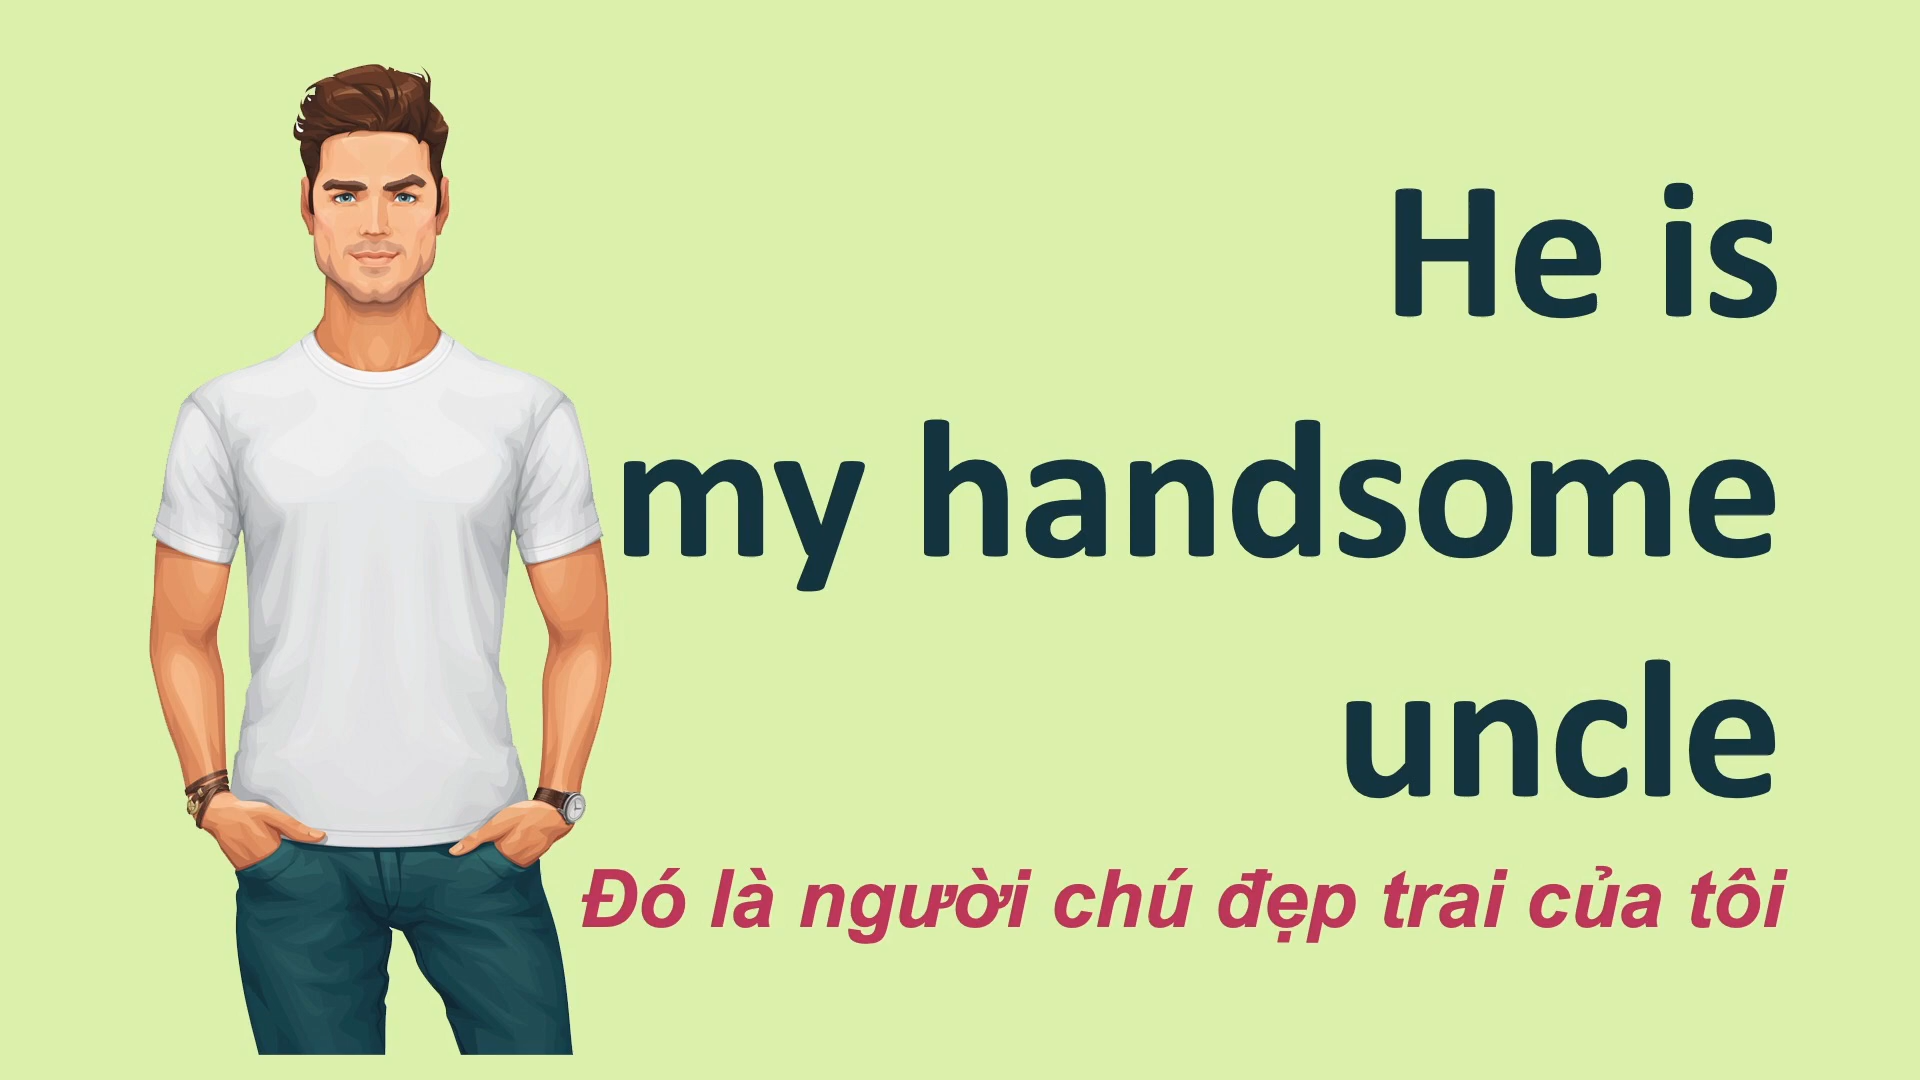 He is
my handsome
uncle
Đó là người chú đẹp trai của tôi